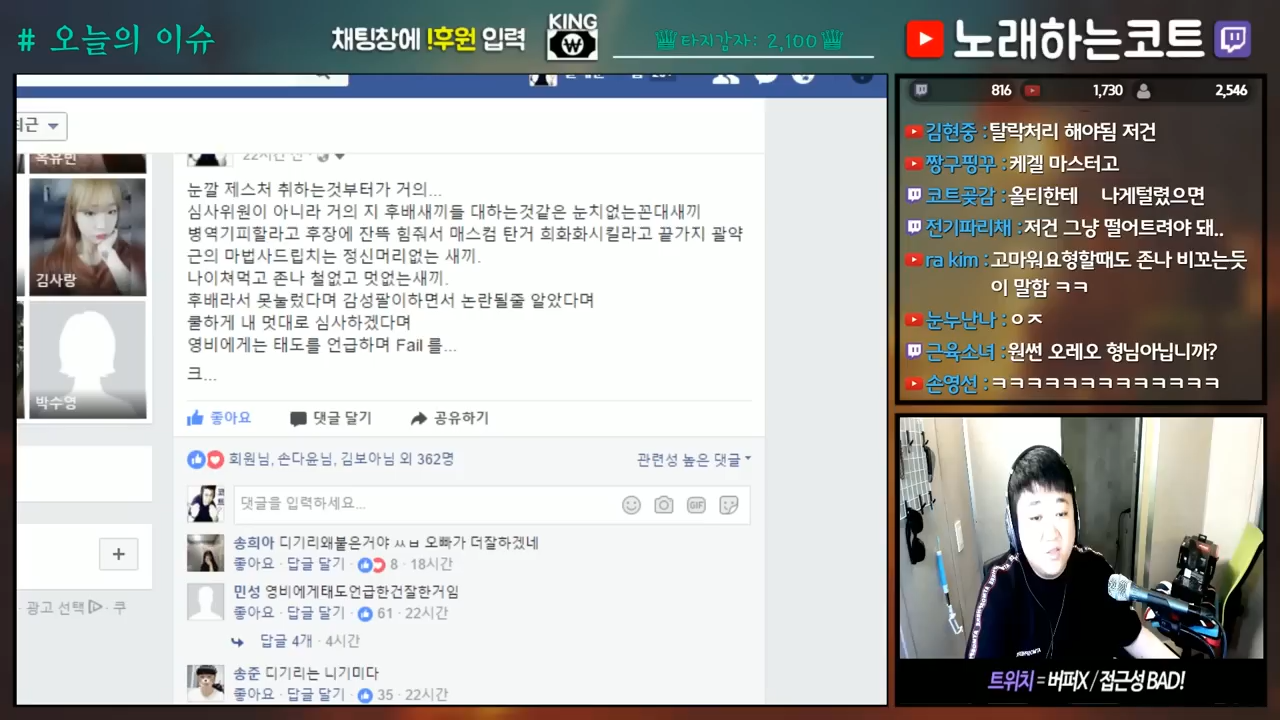 # 오늘의 이슈
채팅창에 !후원 입력
KING
₩
타지감자: 2,100
노래하는코트
816
1,730
2,546
최근
22시간 전
옥유빈
김사랑
박수영
광고 선택 · 쿠
눈깔 제스처 취하는것부터가 거의...
심사위원이 아니라 거의 지 후배새끼들 대하는것같은 눈치없는꼰대새끼
병역기피할라고 후장에 잔뜩 힘줘서 매스컴 탄거 희화화시킬라고 끝가지 괄약
근의 마법사드립치는 정신머리없는 새끼.
나이쳐먹고 존나 철없고 멋없는새끼.
후배라서 못눌렀다며 감성팔이하면서 논란될줄 알았다며
쿨하게 내 멋대로 심사하겠다며
영비에게는 태도를 언급하며 Fail 를...
크...
좋아요 댓글 달기 공유하기
회원님, 손다윤님, 김보아님 외 362명
관련성 높은 댓글
댓글을 입력하세요...
GIF
송희아 디기리왜붙은거야 ㅆㅂ 오빠가 더잘하겠네
좋아요 · 답글 달기 · 8 · 18시간
민성 영비에게태도언급한건잘한거임
좋아요 · 답글 달기 · 61 · 22시간
답글 4개 · 4시간
송준 디기리는 니기미다
좋아요 · 답글 달기 · 35 · 22시간
김현중 : 탈락처리 해야됨 저건
짱구핑꾸 : 케겔 마스터고
코트곶감 : 올티한테 나게털렸으면
전기파리채 : 저건 그냥 떨어트려야 돼..
ra kim : 고마워요형할때도 존나 비꼬는듯
이 말함 ㅋㅋ
눈누난나 : ㅇㅈ
근육소녀 : 원썬 오레오 형님아닙니까?
손영선 : ㅋㅋㅋㅋㅋㅋㅋㅋㅋㅋㅋㅋㅋ
트위치 = 버퍼X / 접근성 BAD!